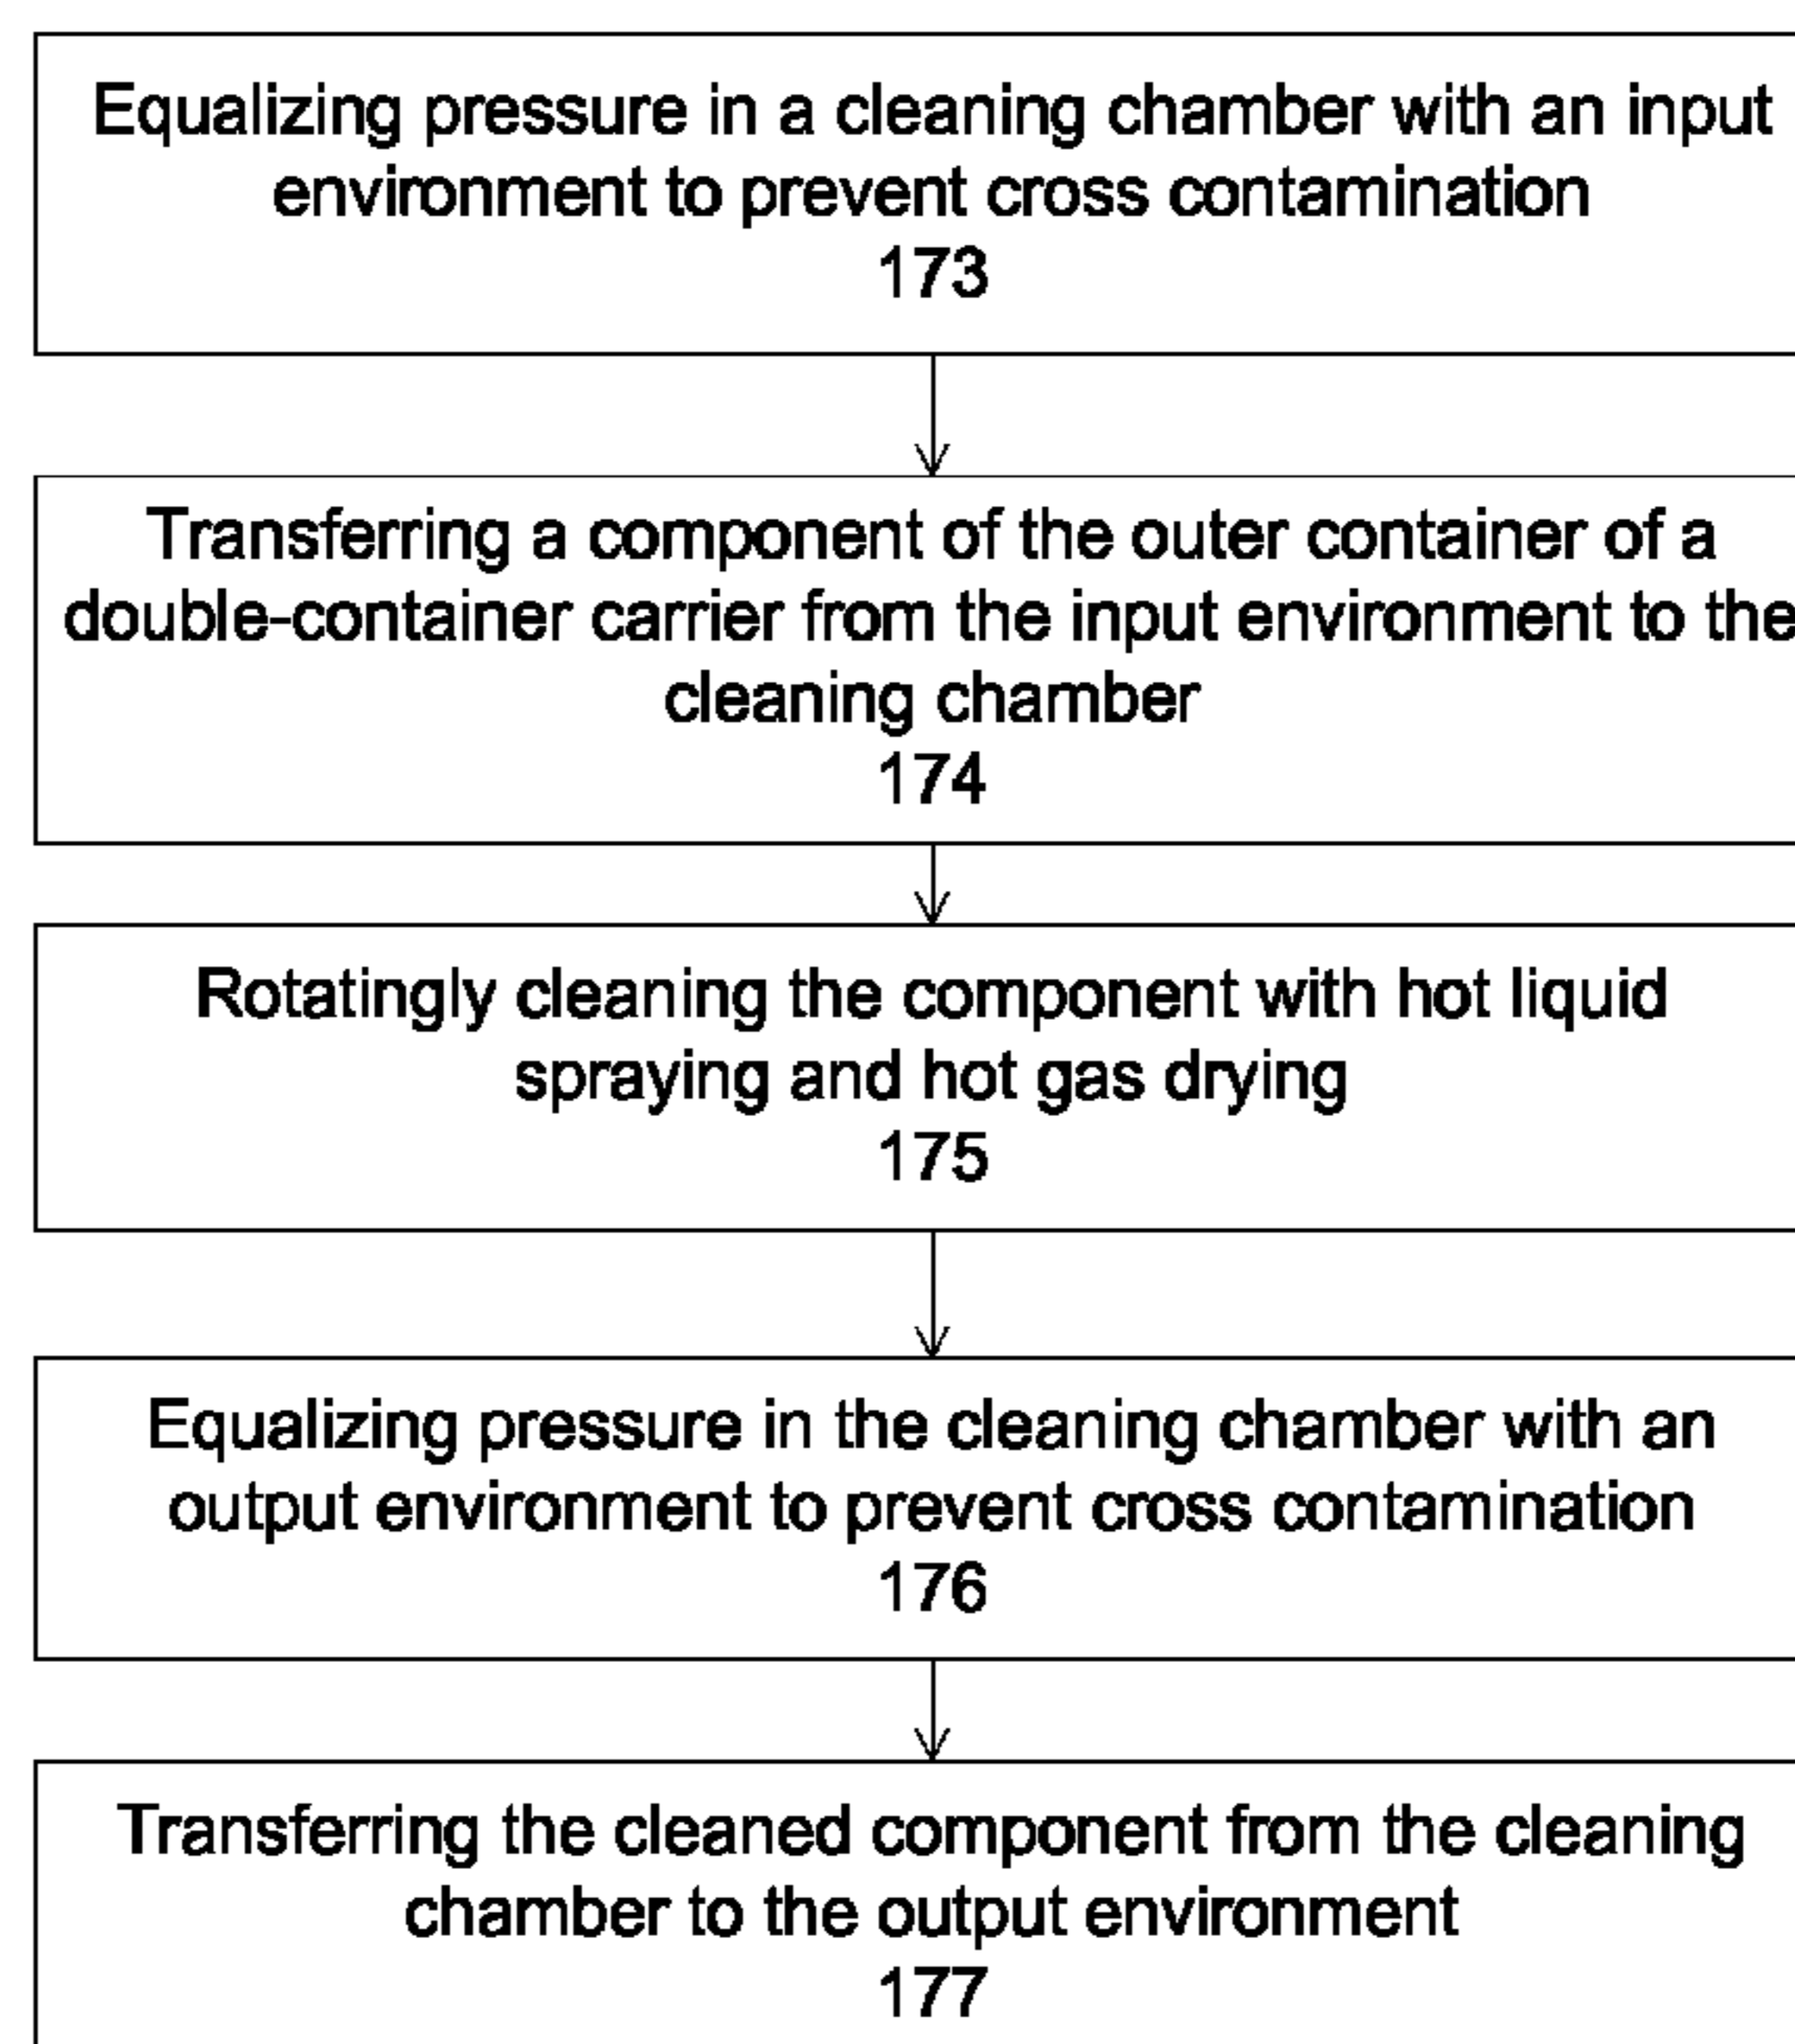 Equalizing pressure in a cleaning chamber with an input
environment to prevent cross contamination
173
Transferring a component of the outer container of a
double-container carrier from the input environment to the
cleaning chamber
174
Rotatingly cleaning the component with hot liquid
spraying and hot gas drying
175
Equalizing pressure in the cleaning chamber with an
output environment to prevent cross contamination
176
Transferring the cleaned component from the cleaning
chamber to the output environment
177